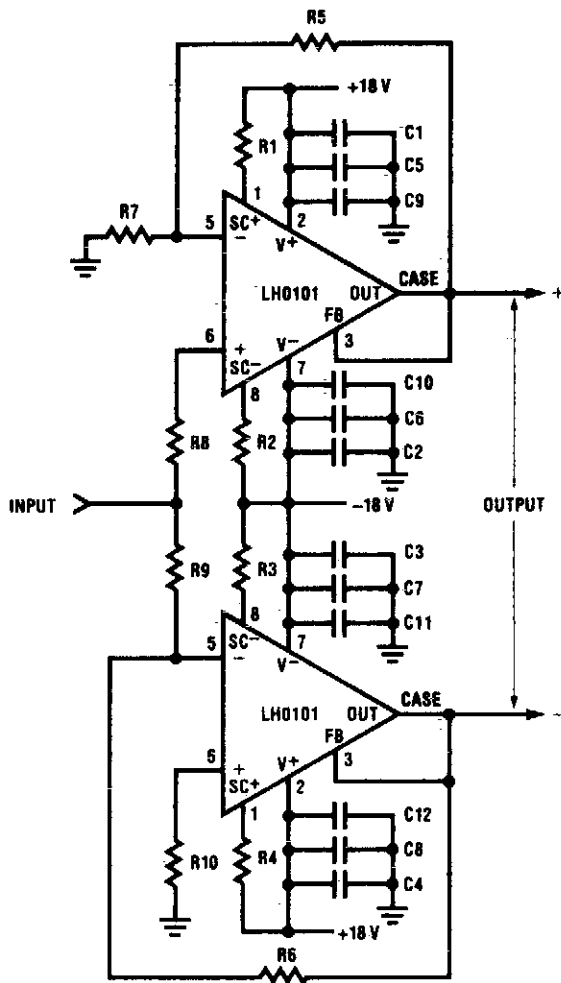 R5
+18 V
C1
R1
C5
1
C9
R7
5
SC+
2
−
V+
CASE
LH0101
OUT
+
FB
6
+
V−
3
SC−
7
8
C10
R8
R2
C6
C2
INPUT
−18 V
OUTPUT
R9
R3
C3
C7
8
C11
5
SC−
7
−
V−
CASE
LH0101
OUT
−
FB
6
V+
3
+
SC+
2
1
C12
R10
R4
C8
C4
+18 V
R6